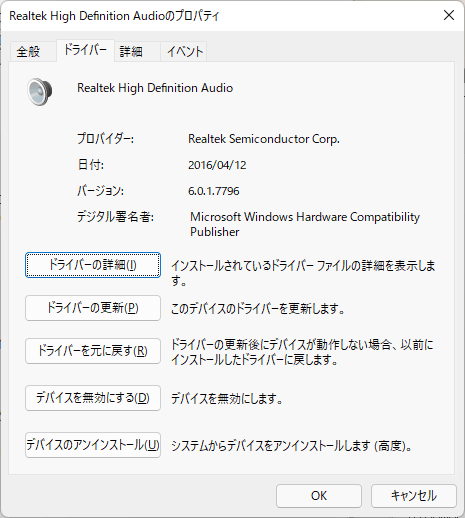 Realtek High Definition Audioのプロパティ
全般 ドライバー 詳細 イベント
Realtek High Definition Audio
プロバイダー: Realtek Semiconductor Corp.
日付: 2016/04/12
バージョン: 6.0.1.7796
デジタル署名者: Microsoft Windows Hardware Compatibility
Publisher
ドライバーの詳細(I) インストールされているドライバー ファイルの詳細を表示しま
す。
ドライバーの更新(P) このデバイスのドライバーを更新します。
ドライバーを元に戻す(R) ドライバーの更新後にデバイスが動作しない場合、以前に
インストールしたドライバーに戻します。
デバイスを無効にする(D) デバイスを無効にします。
デバイスのアンインストール(U) システムからデバイスをアンインストールします (高度)。
OK キャンセル